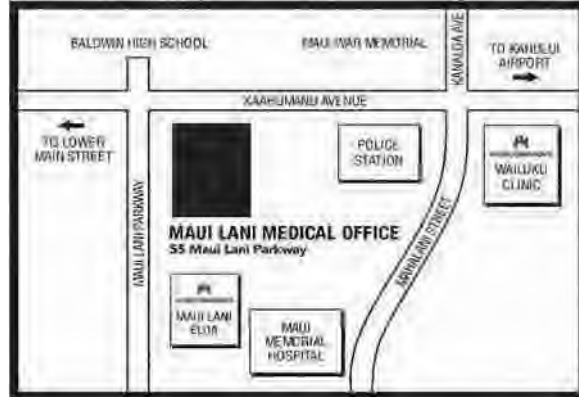 BALDWIN HIGH SCHOOL
MAUI WAR MEMORIAL
KANALOA AVE
TO KAHULUI
AIRPORT
KAAHUMANU AVENUE
TO LOWER
MAIN STREET
POLICE
STATION
WAILUKU
CLINIC
MAUI LANI PARKWAY
MAUI LANI MEDICAL OFFICE
55 Maui Lani Parkway
MAHALANI STREET
MAUI LANI
MAUI
MEMORIAL
HOSPITAL